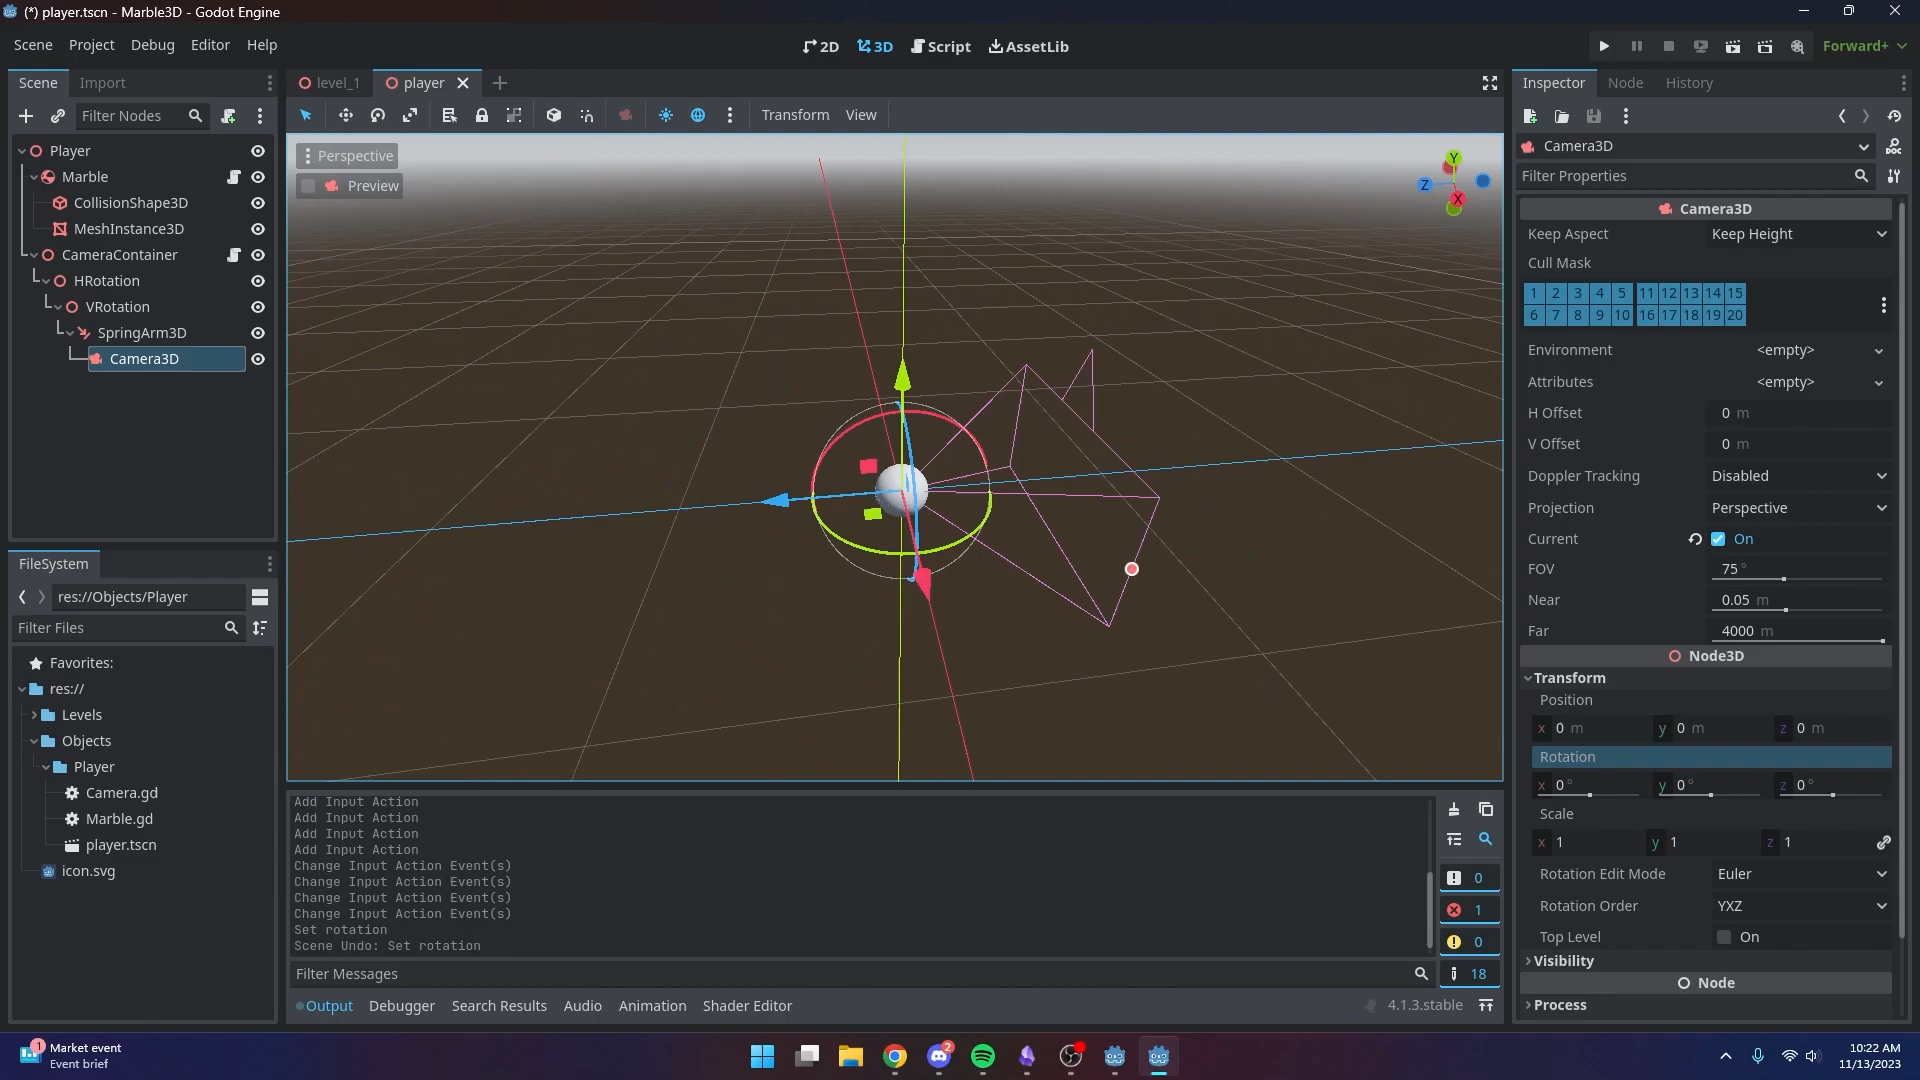 (*) player.tscn - Marble3D - Godot Engine
Scene Project Debug Editor Help
2D 3D Script AssetLib
Forward+
Scene Import
Filter Nodes
Player
Marble
CollisionShape3D
MeshInstance3D
CameraContainer
HRotation
VRotation
SpringArm3D
Camera3D
FileSystem
res://Objects/Player
Filter Files
Favorites:
res://
Levels
Objects
Player
Camera.gd
Marble.gd
player.tscn
icon.svg
level_1 player
Transform View
Perspective
Preview
Y
Z
X
Add Input Action
Add Input Action
Add Input Action
Add Input Action
Change Input Action Event(s)
Change Input Action Event(s)
Change Input Action Event(s)
Change Input Action Event(s)
Set rotation
Scene Undo: Set rotation
0
1
0
18
Filter Messages
Output Debugger Search Results Audio Animation Shader Editor
4.1.3.stable
Inspector Node History
Camera3D
DOC
Filter Properties
Camera3D
Keep Aspect Keep Height
Cull Mask
1 2 3 4 5 11 12 13 14 15
6 7 8 9 10 16 17 18 19 20
Environment <empty>
Attributes <empty>
H Offset 0 m
V Offset 0 m
Doppler Tracking Disabled
Projection Perspective
Current On
FOV 75 °
Near 0.05 m
Far 4000 m
Node3D
Transform
Position
x 0 m y 0 m z 0 m
Rotation
x 0 ° y 0 ° z 0 °
Scale
x 1 y 1 z 1
Rotation Edit Mode Euler
Rotation Order YXZ
Top Level On
Visibility
Node
Process
1
Market event
Event brief
2
10:22 AM
11/13/2023